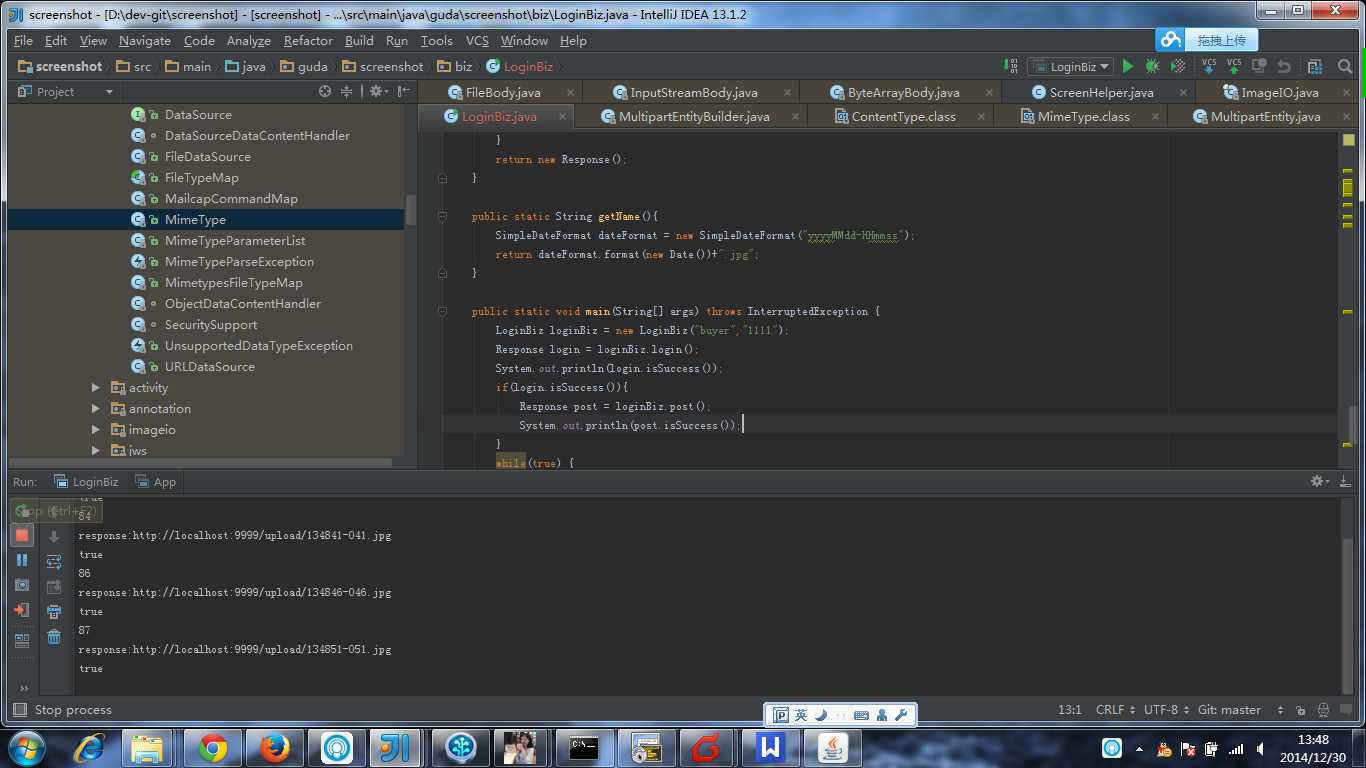 screenshot - [D:\dev-git\screenshot] - [screenshot] - ...\src\main\java\guda\screenshot\biz\LoginBiz.java - IntelliJ IDEA 13.1.2
File Edit View Navigate Code Analyze Refactor Build Run Tools VCS Window Help
拖拽上传
screenshot src main java guda screenshot biz LoginBiz
LoginBiz VCS VCS
Project
FileBody.java InputStreamBody.java ByteArrayBody.java ScreenHelper.java ImageIO.java
LoginBiz.java MultipartEntityBuilder.java ContentType.class MimeType.class MultipartEntity.java
DataSource
DataSourceDataContentHandler
FileDataSource
FileTypeMap
MailcapCommandMap
MimeType
MimeTypeParameterList
MimeTypeParseException
MimetypesFileTypeMap
ObjectDataContentHandler
SecuritySupport
UnsupportedDataTypeException
URLDataSource
activity
annotation
imageio
jws
}
return new Response();
}
public static String getName(){
SimpleDateFormat dateFormat = new SimpleDateFormat("yyyyMMdd-HHmmss");
return dateFormat.format(new Date())+".jpg";
}
public static void main(String[] args) throws InterruptedException {
LoginBiz loginBiz = new LoginBiz("buyer","1111");
Response login = loginBiz.login();
System.out.println(login.isSuccess());
if(login.isSuccess()){
Response post = loginBiz.post();
System.out.println(post.isSuccess());
}
while(true) {
Run: LoginBiz App
true
Stop (Ctrl+F2)
84
response:http://localhost:9999/upload/134841-041.jpg
true
86
response:http://localhost:9999/upload/134846-046.jpg
true
87
response:http://localhost:9999/upload/134851-051.jpg
true
Stop process
13:1 CRLF UTF-8 Git: master
英
13:48
2014/12/30